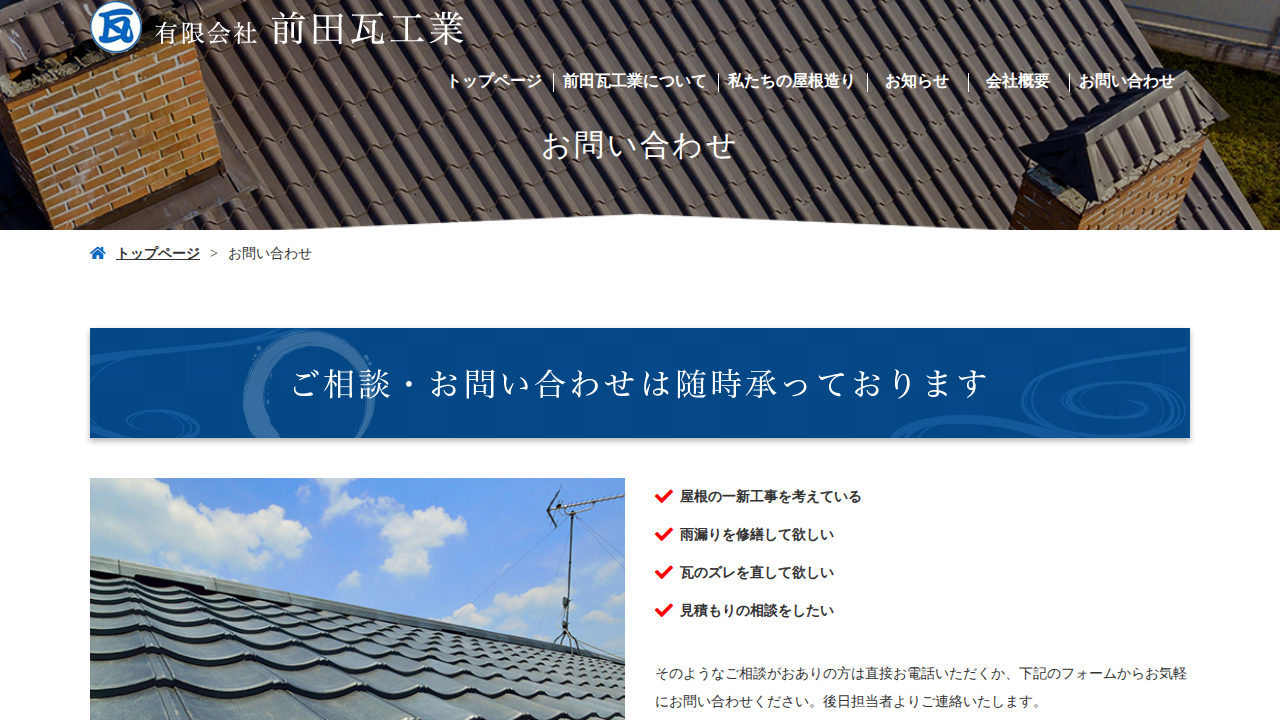 瓦 有限会社 前田瓦工業
トップページ 前田瓦工業について 私たちの屋根造り お知らせ 会社概要 お問い合わせ
お問い合わせ
トップページ > お問い合わせ
ご相談・お問い合わせは随時承っております
屋根の一新工事を考えている
雨漏りを修繕して欲しい
瓦のズレを直して欲しい
見積もりの相談をしたい
そのようなご相談がおありの方は直接お電話いただくか、下記のフォームからお気軽
にお問い合わせください。後日担当者よりご連絡いたします。